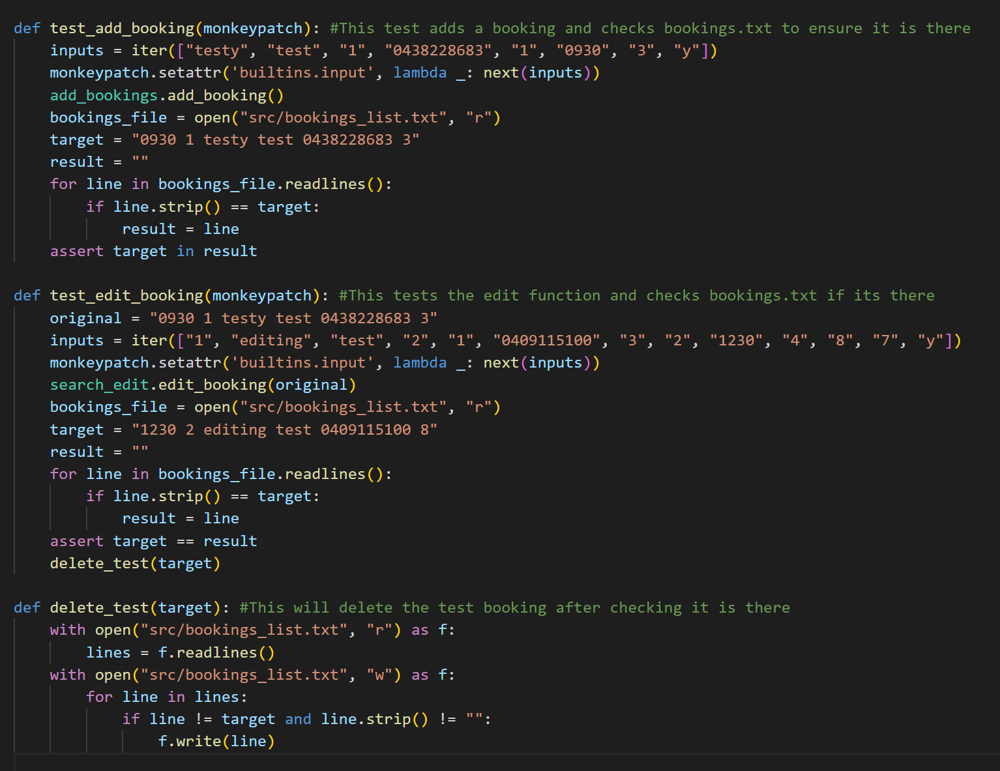 def test_add_booking(monkeypatch): #This test adds a booking and checks bookings.txt to ensure it is there
    inputs = iter(["testy", "test", "1", "0438228683", "1", "0930", "3", "y"])
    monkeypatch.setattr('builtins.input', lambda _: next(inputs))
    add_bookings.add_booking()
    bookings_file = open("src/bookings_list.txt", "r")
    target = "0930 1 testy test 0438228683 3"
    result = ""
    for line in bookings_file.readlines():
        if line.strip() == target:
            result = line
    assert target in result

def test_edit_booking(monkeypatch): #This tests the edit function and checks bookings.txt if its there
    original = "0930 1 testy test 0438228683 3"
    inputs = iter(["1", "editing", "test", "2", "1", "0409115100", "3", "2", "1230", "4", "8", "7", "y"])
    monkeypatch.setattr('builtins.input', lambda _: next(inputs))
    search_edit.edit_booking(original)
    bookings_file = open("src/bookings_list.txt", "r")
    target = "1230 2 editing test 0409115100 8"
    result = ""
    for line in bookings_file.readlines():
        if line.strip() == target:
            result = line
    assert target == result
    delete_test(target)

def delete_test(target): #This will delete the test booking after checking it is there
    with open("src/bookings_list.txt", "r") as f:
        lines = f.readlines()
    with open("src/bookings_list.txt", "w") as f:
        for line in lines:
            if line != target and line.strip() != "":
                f.write(line)